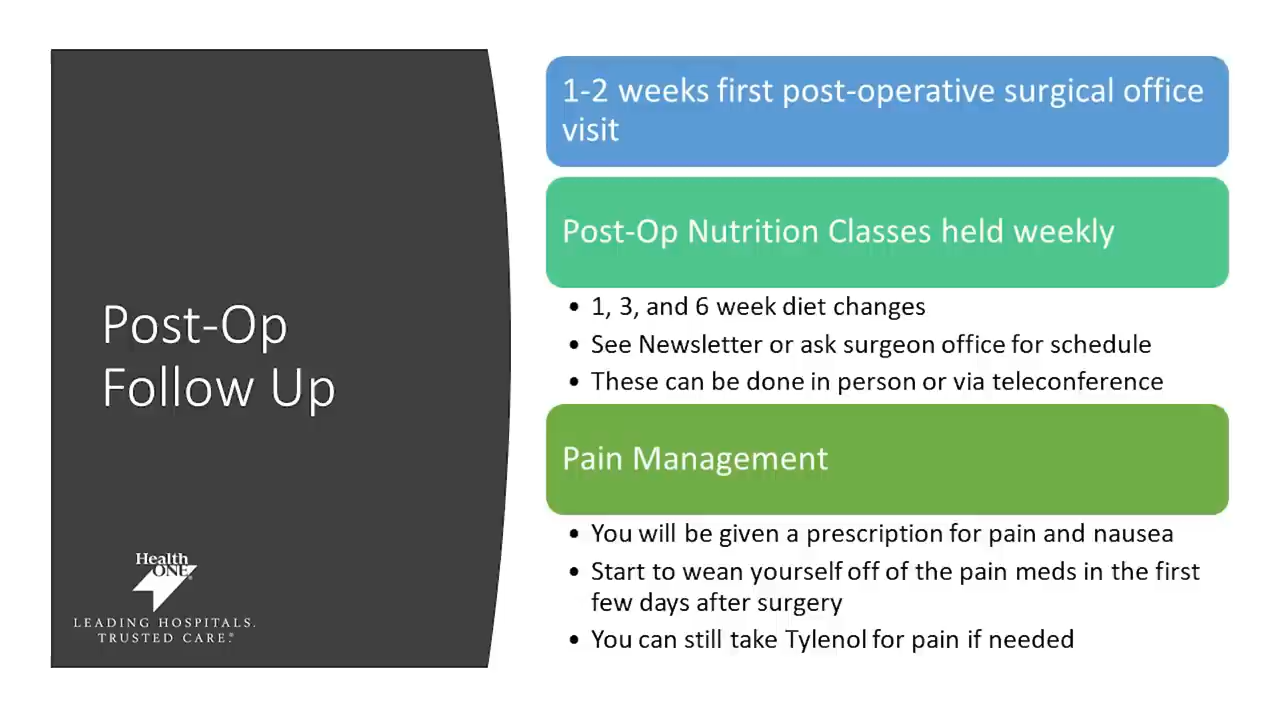 Post-Op
Follow Up
Health
ONE®
LEADING HOSPITALS.
TRUSTED CARE.®
1-2 weeks first post-operative surgical office
visit
Post-Op Nutrition Classes held weekly
• 1, 3, and 6 week diet changes
• See Newsletter or ask surgeon office for schedule
• These can be done in person or via teleconference
Pain Management
• You will be given a prescription for pain and nausea
• Start to wean yourself off of the pain meds in the first
few days after surgery
• You can still take Tylenol for pain if needed